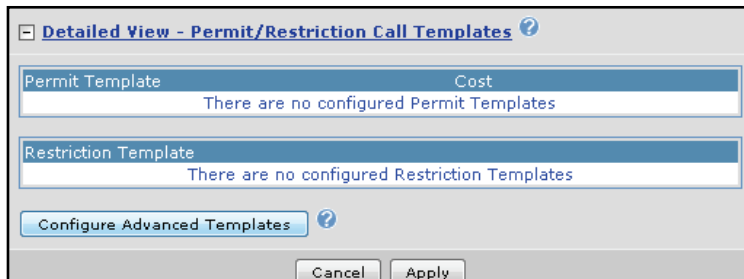 Detailed View - Permit/Restriction Call Templates ?
Permit Template Cost
There are no configured Permit Templates
Restriction Template
There are no configured Restriction Templates
Configure Advanced Templates ?
Cancel Apply